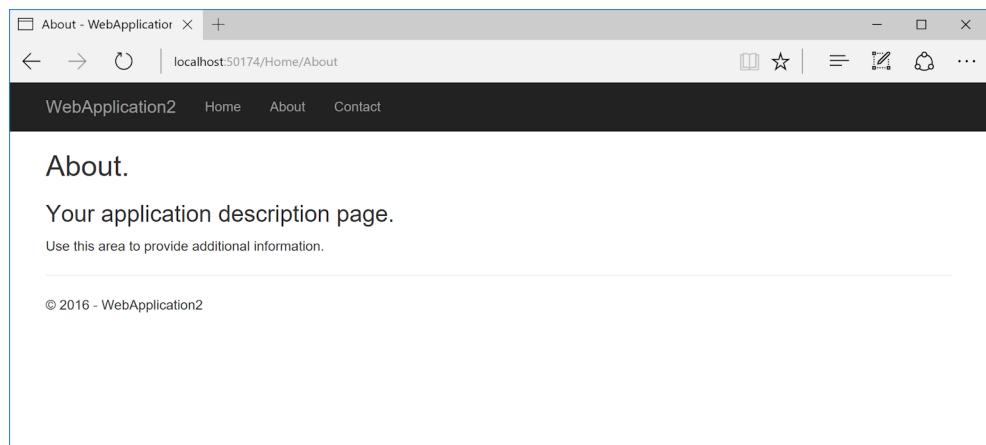 About - WebApplication
localhost:50174/Home/About
WebApplication2 Home About Contact
About.
Your application description page.
Use this area to provide additional information.
© 2016 - WebApplication2